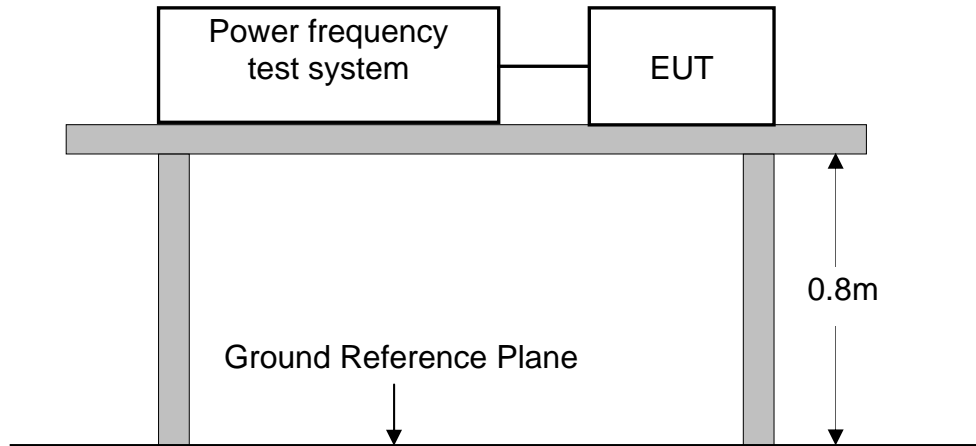 Power frequency
test system
EUT
0.8m
Ground Reference Plane